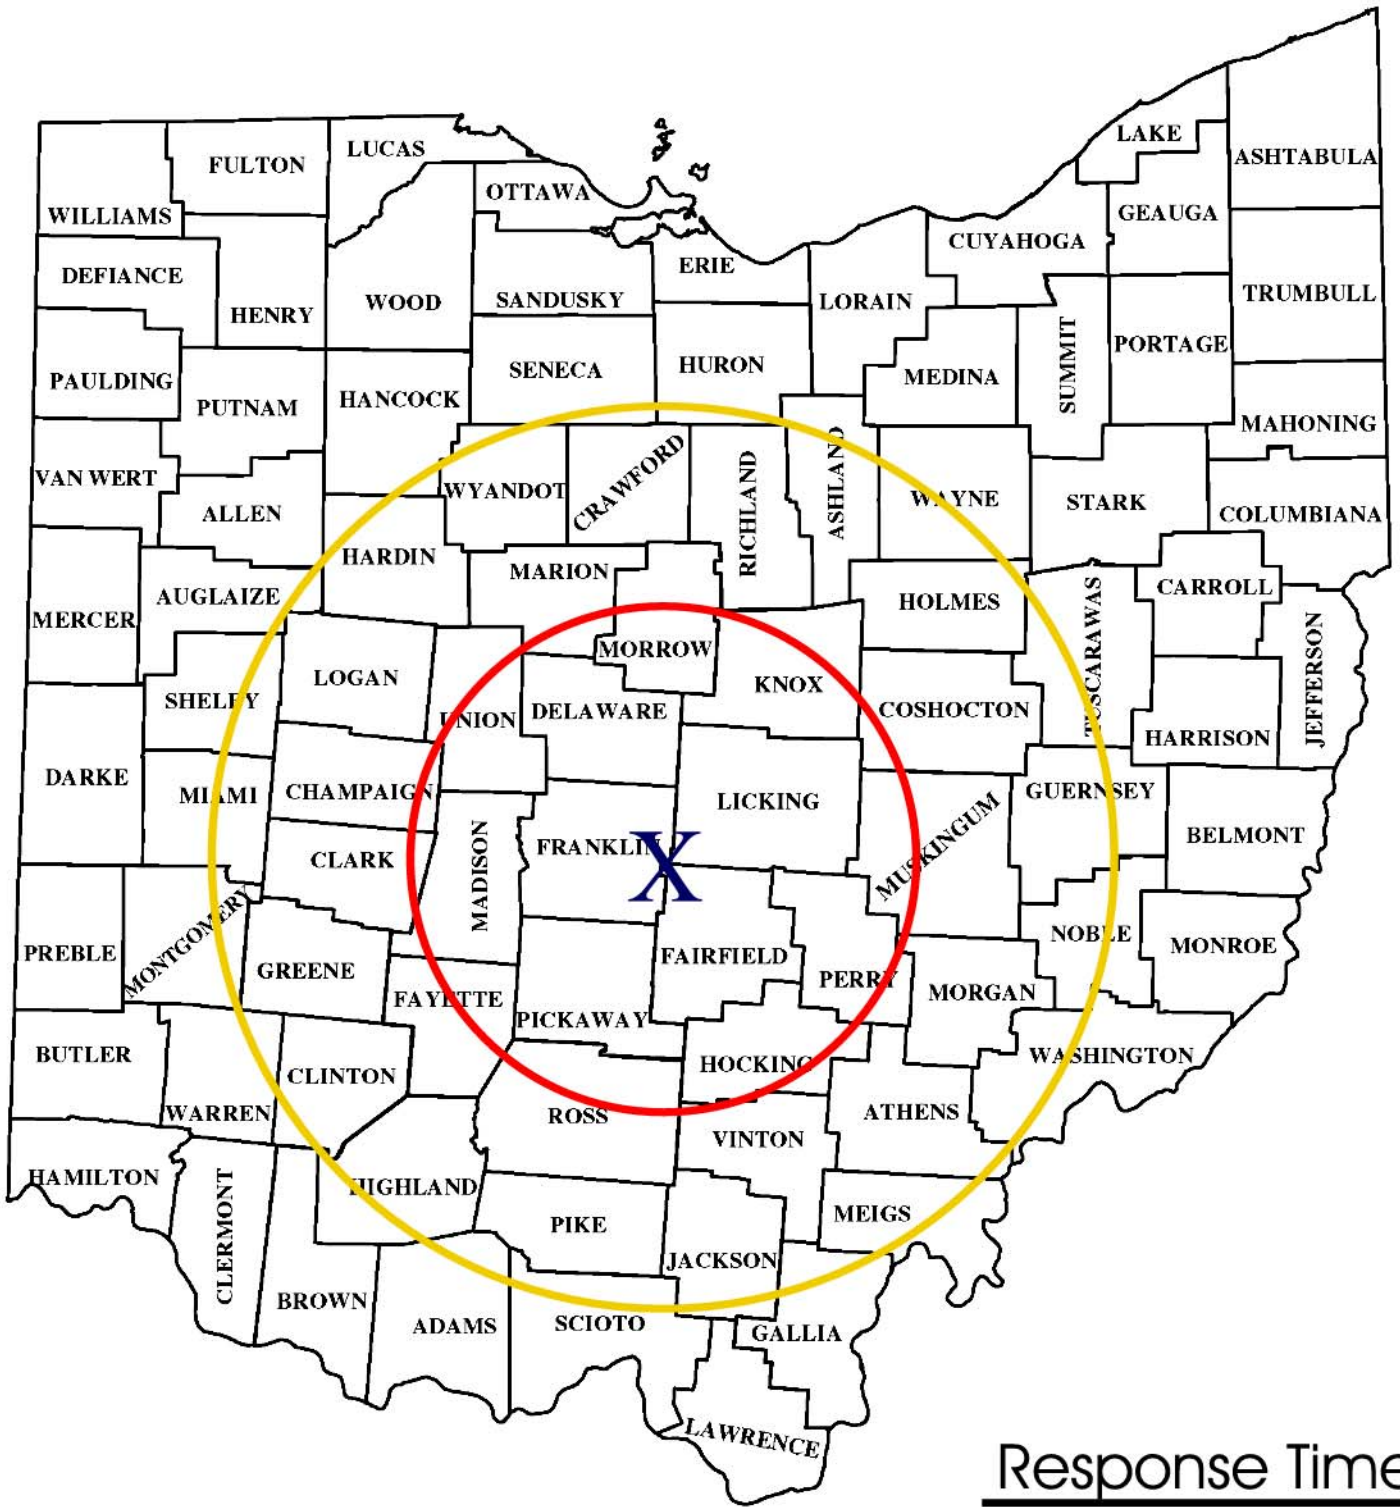 LAKE
ASHTABULA
LUCAS
FULTON
OTTAWA
GEAUGA
WILLIAMS
CUYAHOGA
ERIE
DEFIANCE
TRUMBULL
WOOD
SANDUSKY
LORAIN
HENRY
PORTAGE
SUMMIT
HURON
SENECA
MEDINA
PAULDING
HANCOCK
PUTNAM
MAHONING
VAN WERT
WYANDOT
CRAWFORD
RICHLAND
ASHLAND
WAYNE
STARK
ALLEN
COLUMBIANA
HARDIN
MARION
CARROLL
AUGLAIZE
HOLMES
MERCER
TUSCARAWAS
JEFFERSON
MORROW
LOGAN
KNOX
SHELBY
UNION
DELAWARE
COSHOCTON
HARRISON
DARKE
MIAMI
CHAMPAIGN
LICKING
GUERNSEY
BELMONT
FRANKLIN
X
CLARK
MADISON
MUSKINGUM
PREBLE
MONTGOMERY
NOBLE
MONROE
FAIRFIELD
GREENE
PERRY
MORGAN
FAYETTE
PICKAWAY
BUTLER
WASHINGTON
HOCKING
CLINTON
WARREN
ROSS
ATHENS
VINTON
HAMILTON
HIGHLAND
CLERMONT
PIKE
MEIGS
JACKSON
BROWN
ADAMS
SCIOTO
GALLIA
LAWRENCE
Response Time